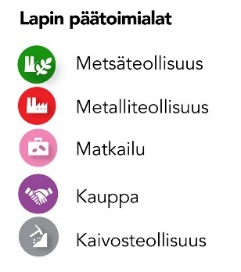 Lapin päätoimialat
Metsäteollisuus
Metalliteollisuus
Matkailu
Kauppa
Kaivosteollisuus